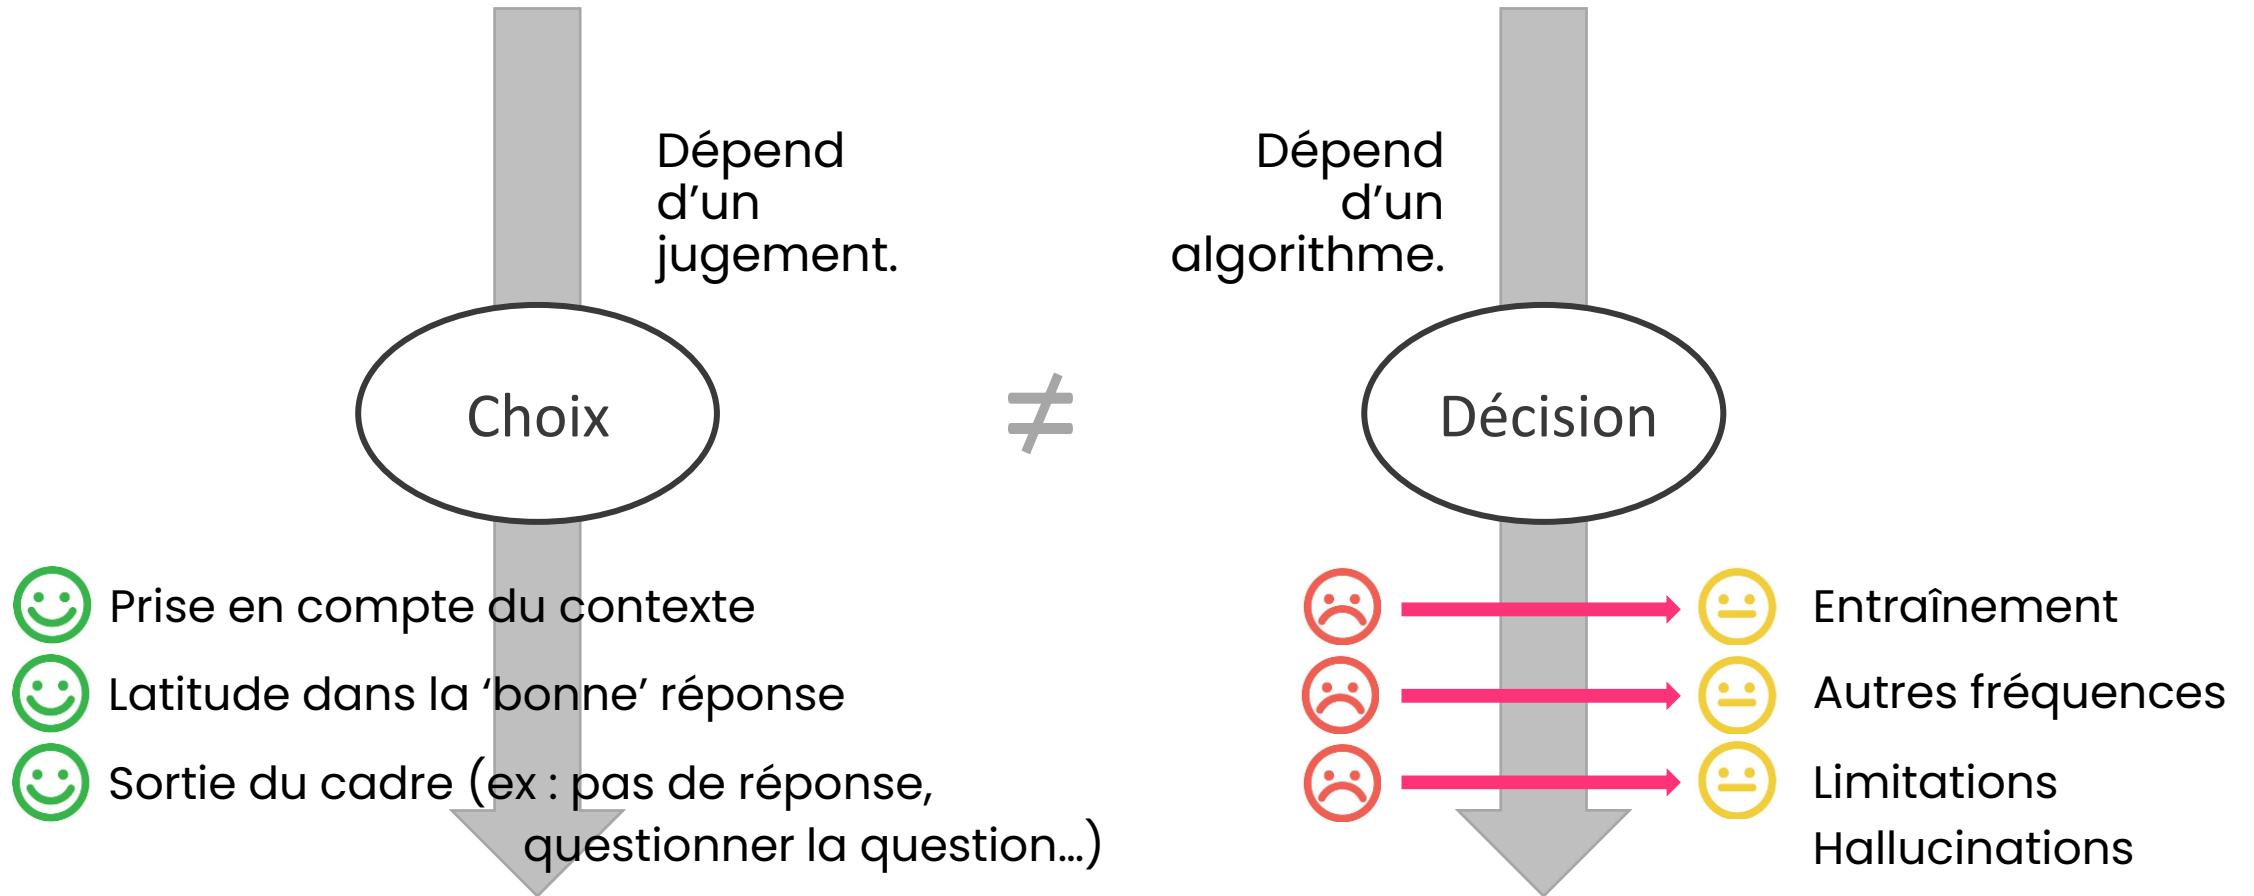 Dépend
d’un
jugement.
Dépend
d’un
algorithme.
Choix
≠
Décision
Prise en compte du contexte
Latitude dans la ‘bonne’ réponse
Sortie du cadre (ex : pas de réponse,
questionner la question…)
Entraînement
Autres fréquences
Limitations
Hallucinations